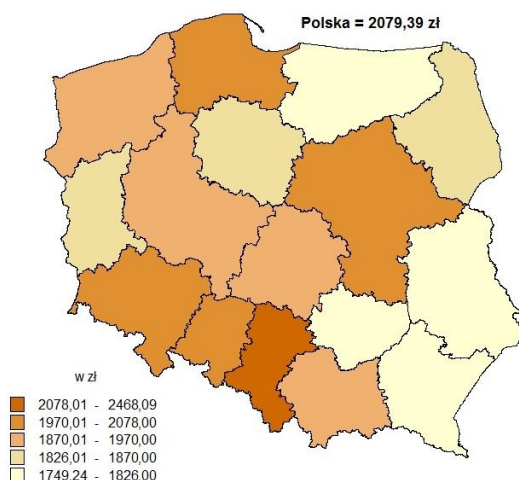 Polska = 2079,39 zł
w zł
2078,01 - 2468,09
1970,01 - 2078,00
1870,01 - 1970,00
1826,01 - 1870,00
1749,24 - 1826,00